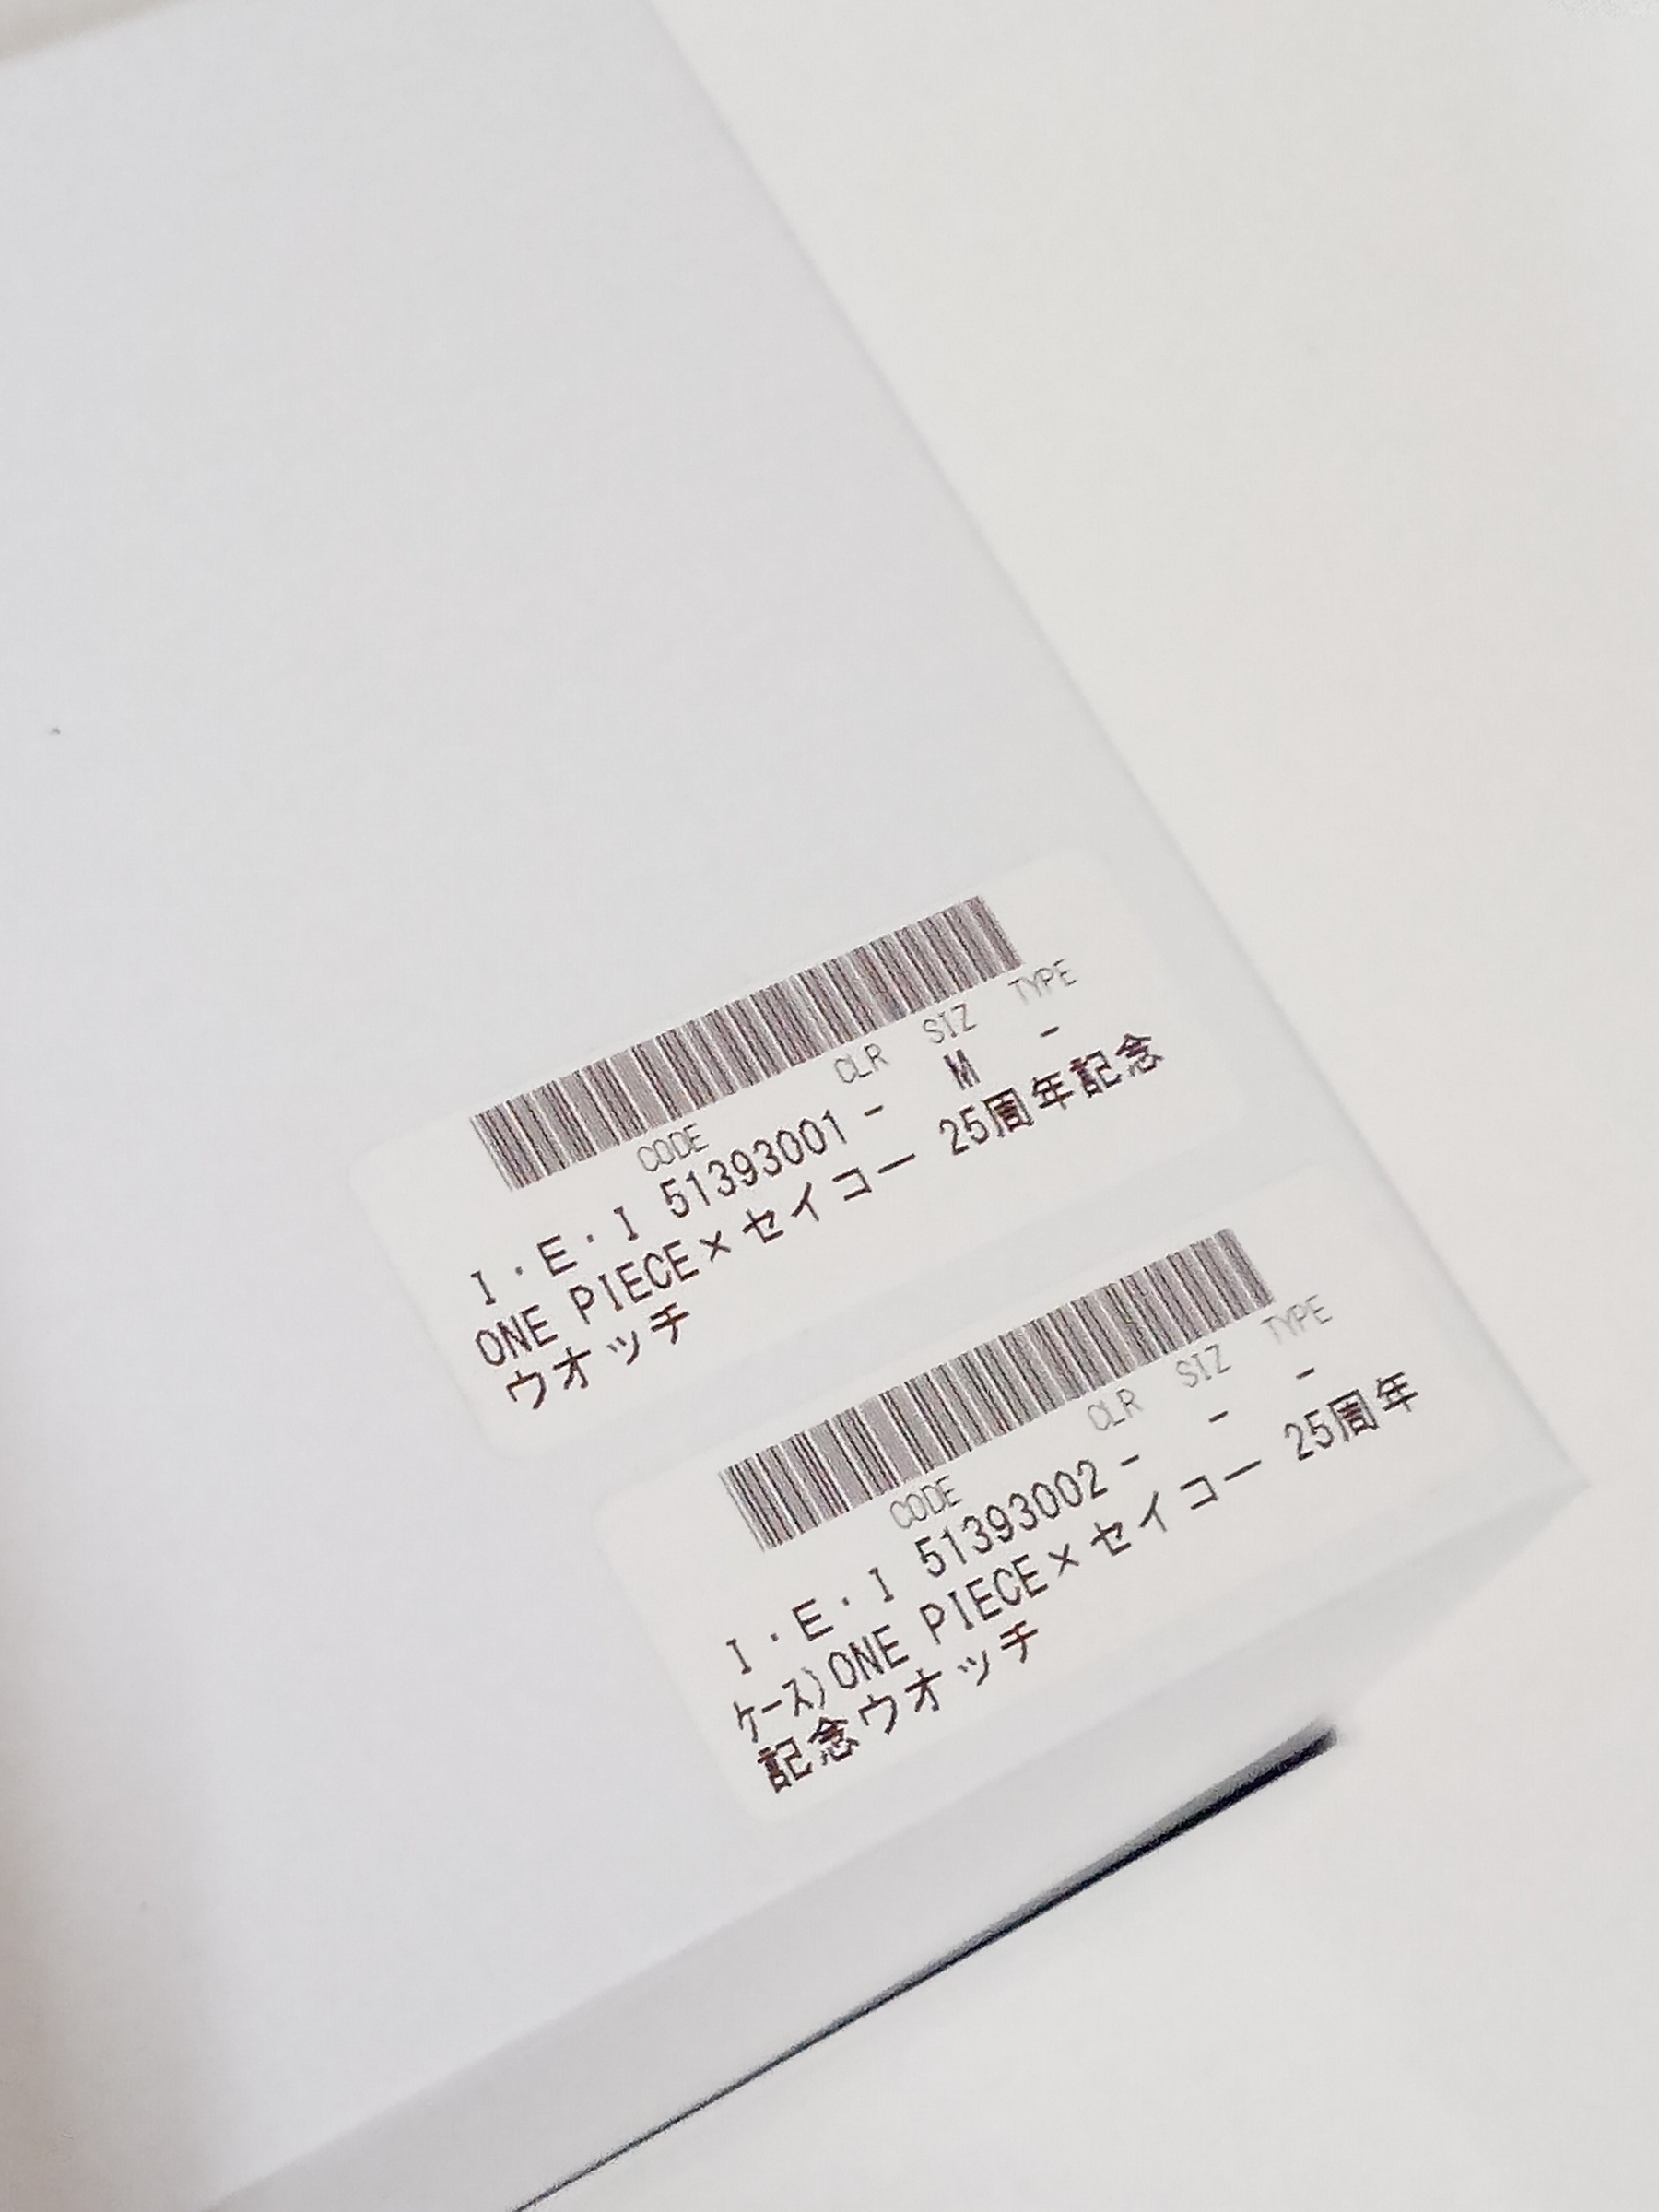 CODE CLR SIZ TYPE
I・E・I 51393001 - M -
ONE PIECE×セイコー 25周年記念
ウオッチ
CODE CLR SIZ TYPE
I・E・I 51393002 - - -
ｹｰｽ)ONE PIECE×セイコー 25周年
記念ウオッチ